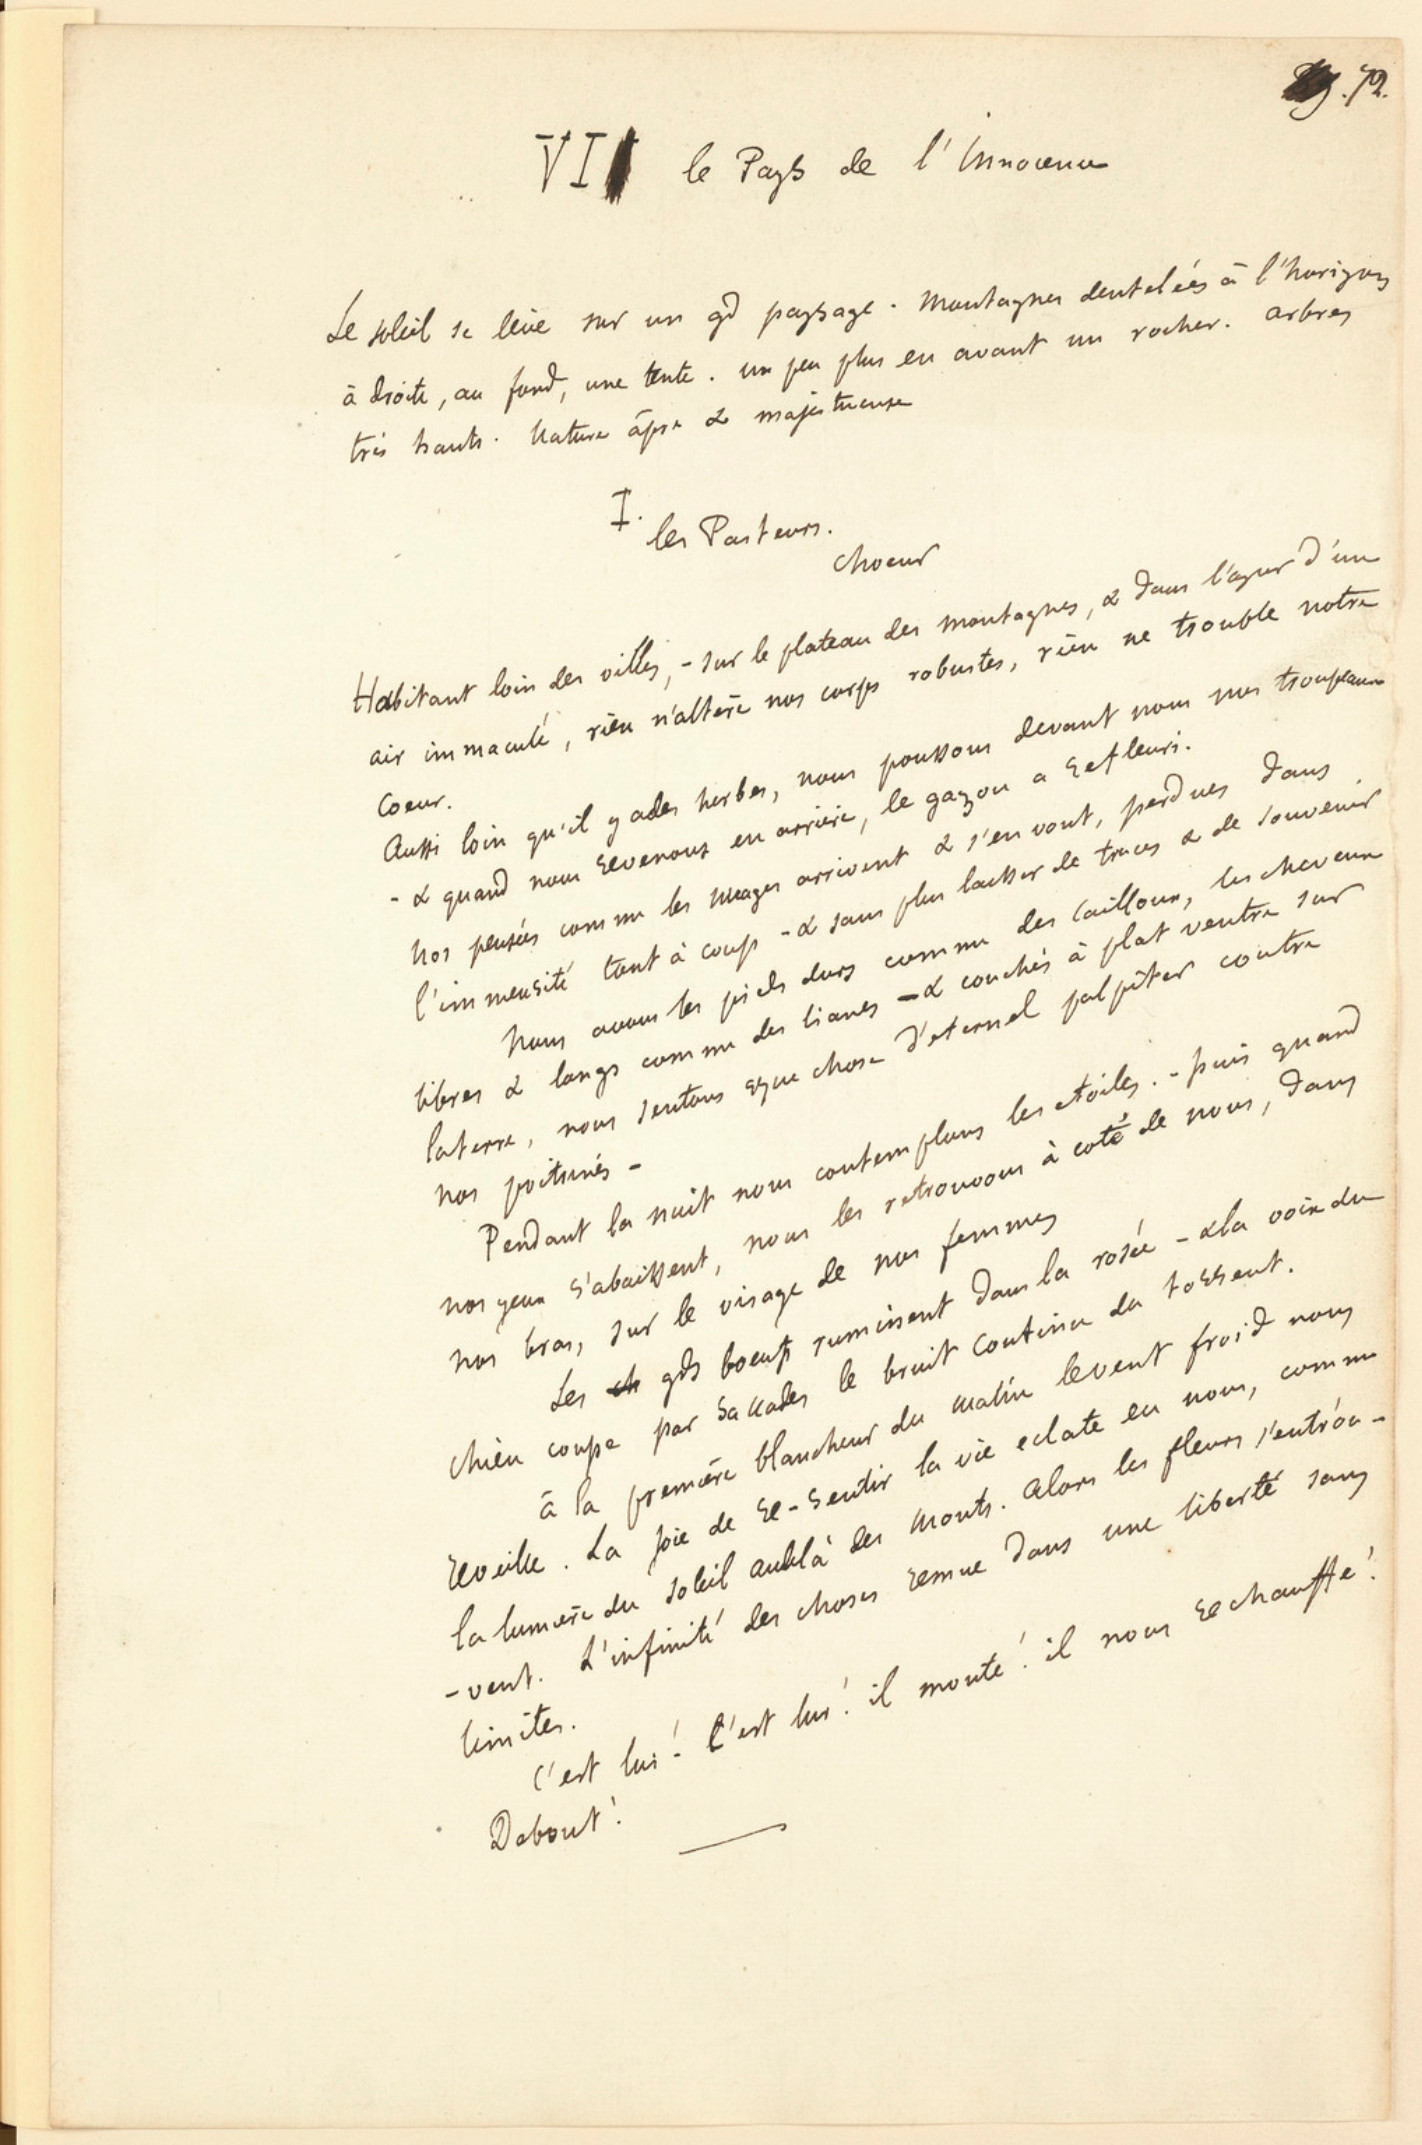 72.
VI le Pays de l'Innocence
Le soleil se lève sur un gd paysage. Montagnes dentelées à l'horizon
à droite, au fond, une tente. un peu plus en avant un rocher. arbres
très hauts. Nature âpre & majestueuse
I.
les Pasteurs.
choeur
Habitant loin des villes, - sur le plateau des montagnes, & dans l'azur d'un
air immaculé, rien n'altère nos corps robustes, rien ne trouble notre
Coeur.
Aussi loin qu'il y a des herbes, nous poussons devant nous nos troupeaux
- & quand nous revenons en arrière, le gazon a refleuri.
Nos pensées comme les nuages arrivent & s'en vont, perdues dans
l'immensité tout à coup - & sans plus laisser de traces & de souvenir
Nous avons les pieds durs comme des cailloux, les cheveux
libres & longs comme des lianes - & couchés à plat ventre sur
la terre, nous sentons qque chose d'eternel palpiter contre
nos poitrines -
Pendant la nuit nous contemplons les etoiles. - puis quand
nos yeux s'abaissent, nous les retrouvons à coté de nous, dans
nos bras, sur le visage de nos femmes
Les gds boeufs ruminent dans la rosée - & la voix du
chien coupe par saccades le bruit continu du torrent.
à la première blancheur du matin le vent froid nous
reveille. La joie de re-sentir la vie eclate en nous, comme
la lumière du soleil audelà des monts. Alors les fleurs s'entr'ou-
-vent. L'infinité des choses remue dans une liberté sans
limites.
C'est lui! C'est lui! il monte! il nous rechauffe!
Debout!